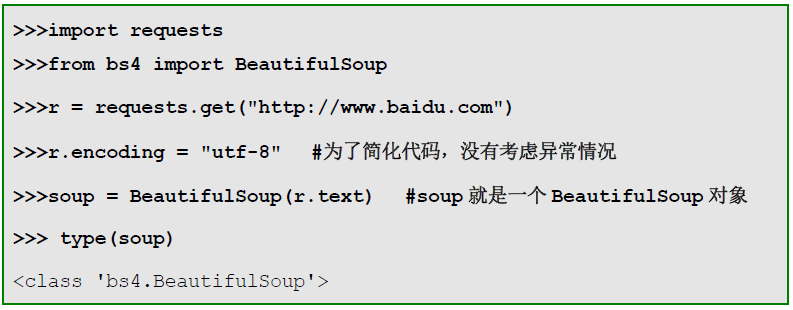 >>>import requests
>>>from bs4 import BeautifulSoup
>>>r = requests.get("http://www.baidu.com")
>>>r.encoding = "utf-8"  #为了简化代码，没有考虑异常情况
>>>soup = BeautifulSoup(r.text)  #soup 就是一个 BeautifulSoup 对象
>>> type(soup)
<class 'bs4.BeautifulSoup'>